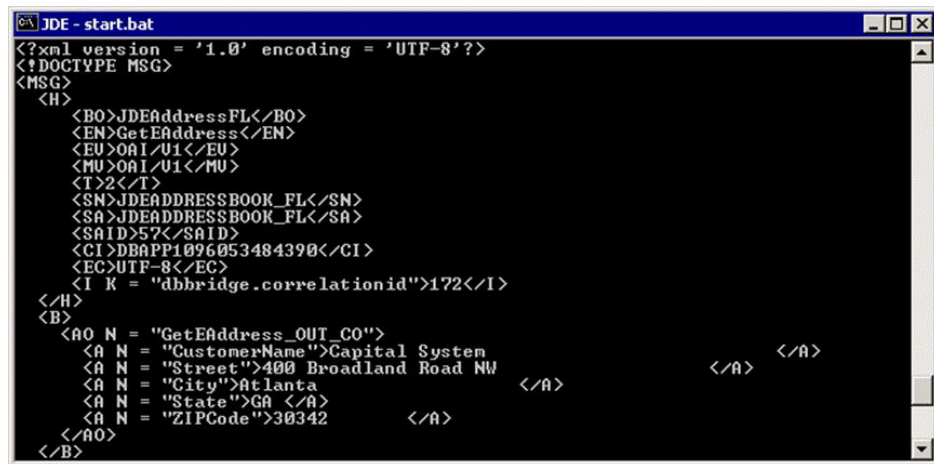 JDE - start.bat
<?xml version = '1.0' encoding = 'UTF-8'?>
<!DOCTYPE MSG>
<MSG>
  <H>
     <BO>JDEAddressFL</BO>
     <EN>GetEAddress</EN>
     <EV>OAI/V1</EV>
     <MV>OAI/V1</MV>
     <T>2</T>
     <SN>JDEADDRESSBOOK_FL</SN>
     <SA>JDEADDRESSBOOK_FL</SA>
     <SAID>57</SAID>
     <CI>DBAPP1096053484390</CI>
     <EC>UTF-8</EC>
     <I K = "dbbridge.correlationid">172</I>
  </H>
  <B>
    <AO N = "GetEAddress_OUT_CO">
      <A N = "CustomerName">Capital System                          </A>
      <A N = "Street">400 Broadland Road NW                   </A>
      <A N = "City">Atlanta                  </A>
      <A N = "State">GA </A>
      <A N = "ZIPCode">30342       </A>
    </AO>
  </B>